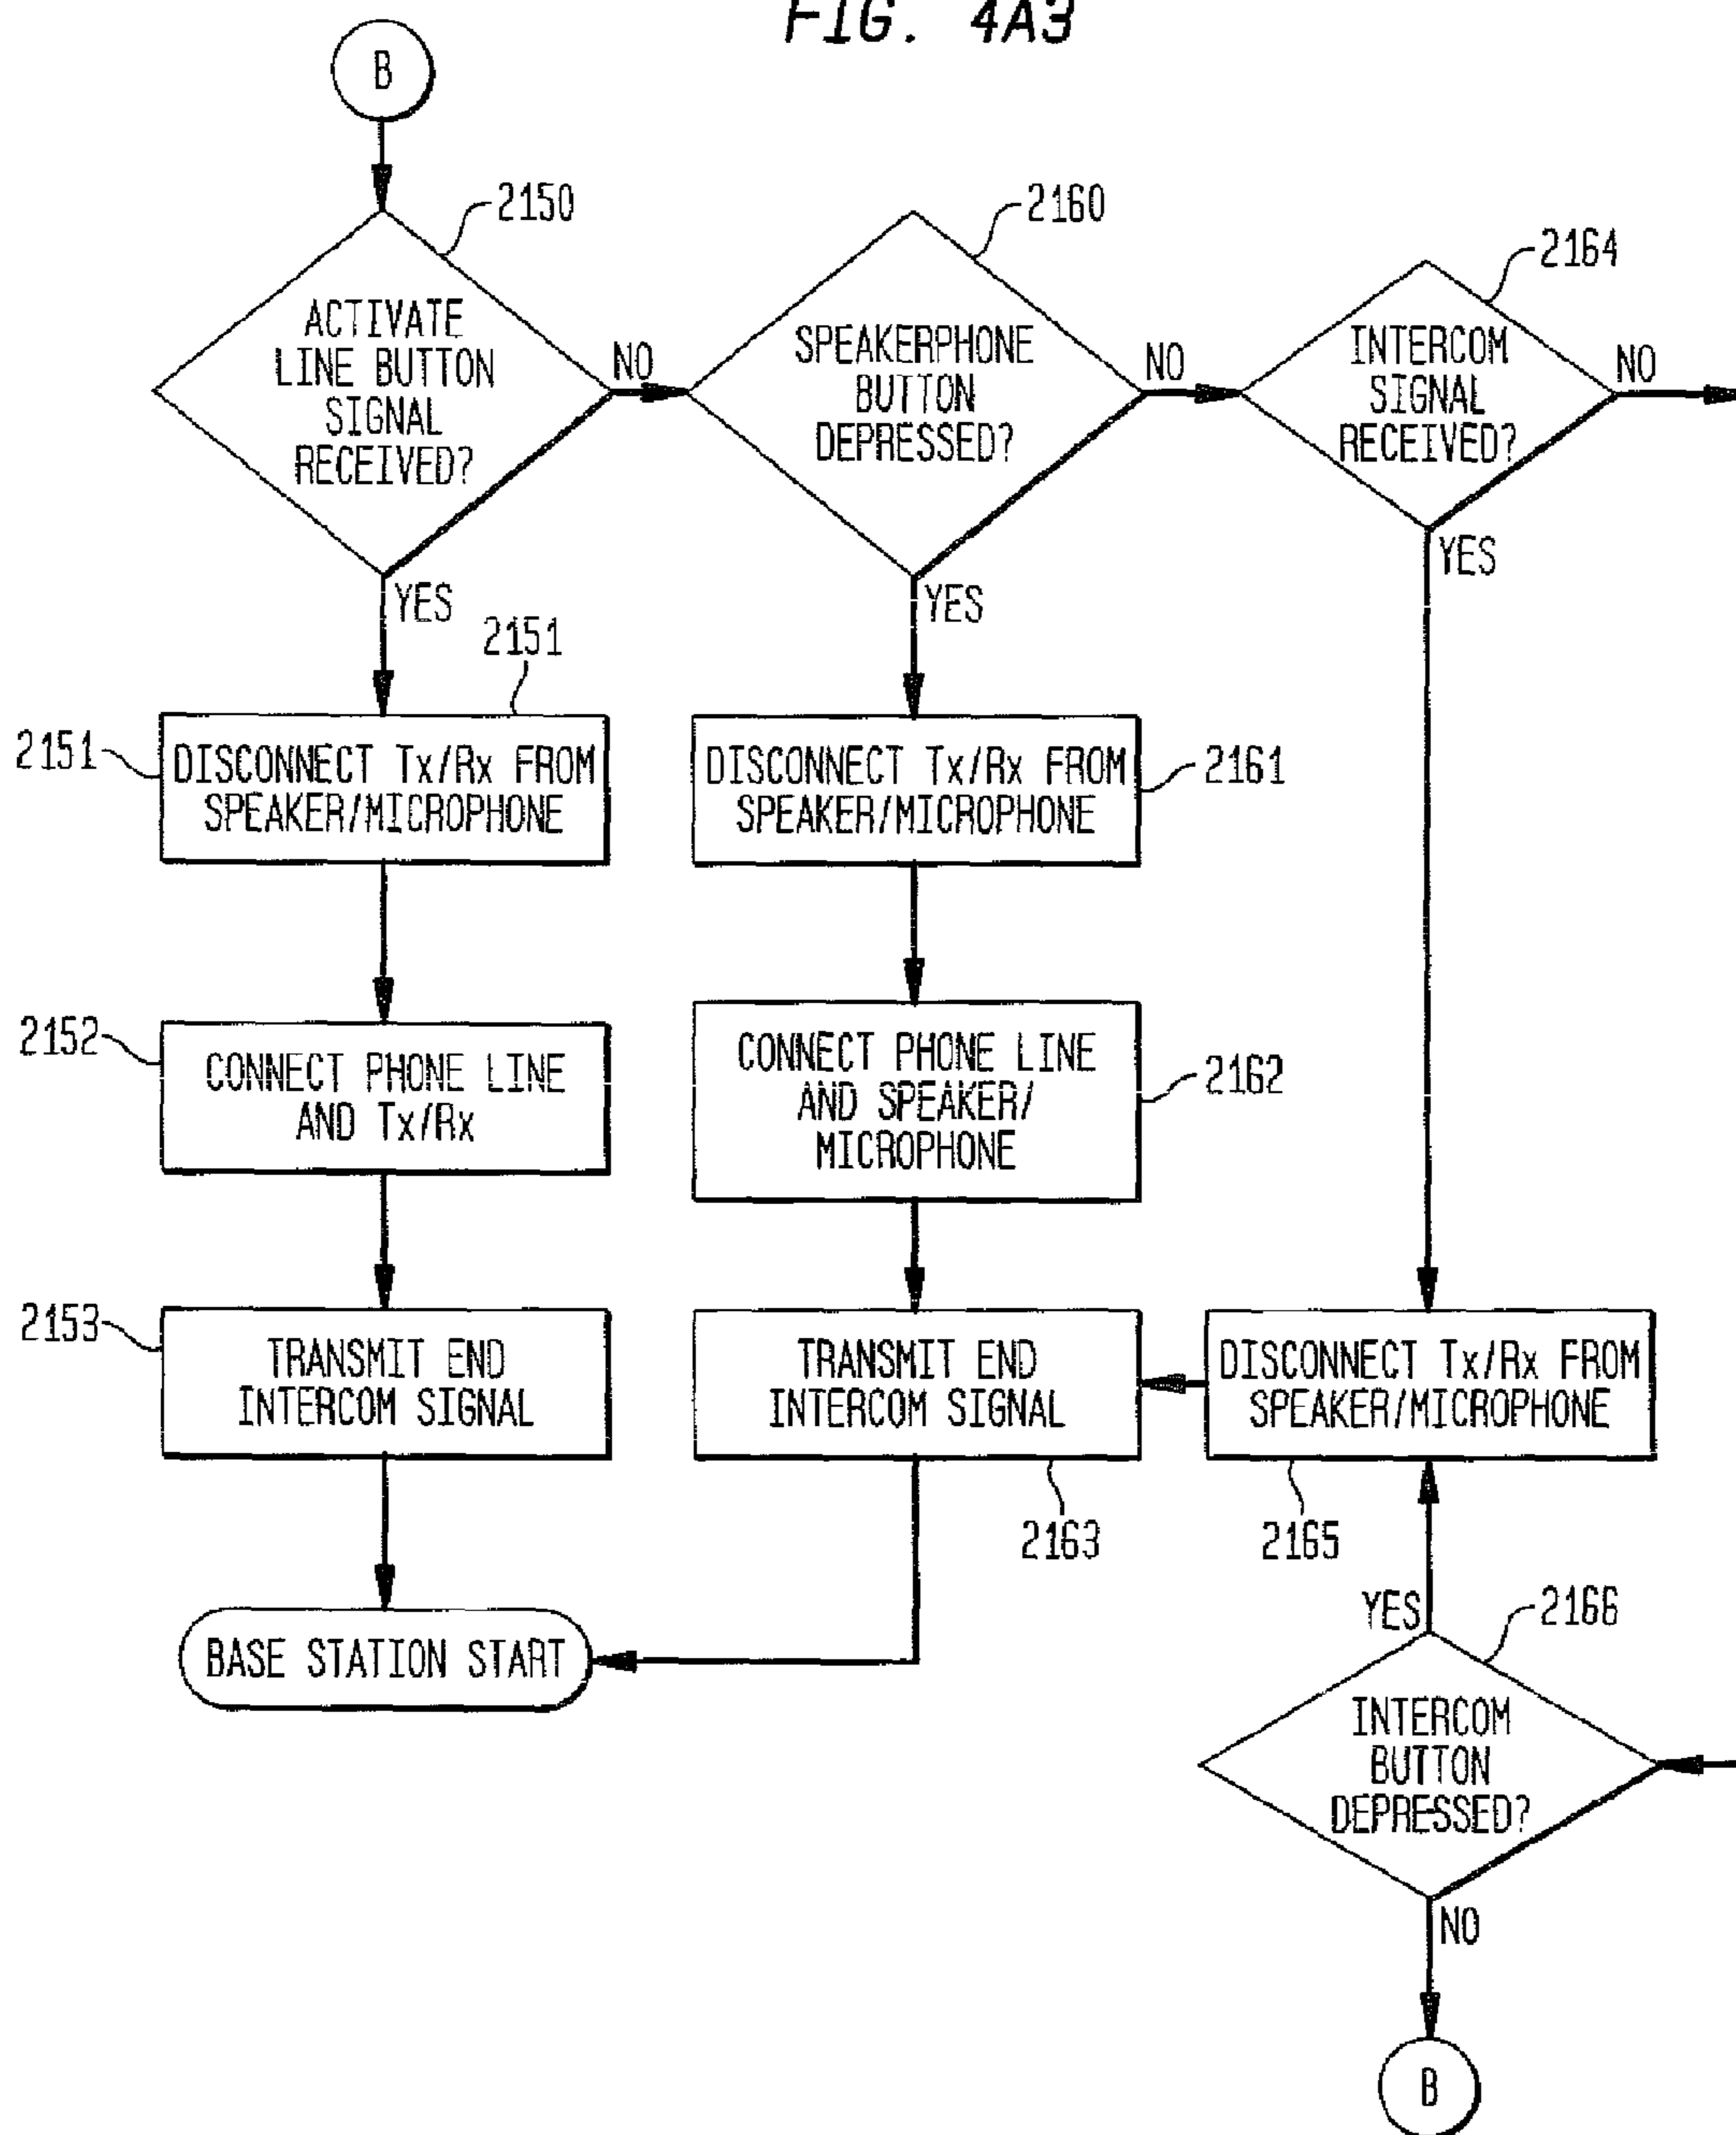 FIG. 4A3
B
2150
ACTIVATE
LINE BUTTON
SIGNAL
RECEIVED?
NO
YES
2160
SPEAKERPHONE
BUTTON
DEPRESSED?
NO
YES
2164
INTERCOM
SIGNAL
RECEIVED?
NO
YES
2151
2151
DISCONNECT Tx/Rx FROM
SPEAKER/MICROPHONE
DISCONNECT Tx/Rx FROM
SPEAKER/MICROPHONE
2161
2152
CONNECT PHONE LINE
AND Tx/Rx
CONNECT PHONE LINE
AND SPEAKER/
MICROPHONE
2162
2153
TRANSMIT END
INTERCOM SIGNAL
TRANSMIT END
INTERCOM SIGNAL
2163
DISCONNECT Tx/Rx FROM
SPEAKER/MICROPHONE
2165
BASE STATION START
YES
2166
INTERCOM
BUTTON
DEPRESSED?
NO
B